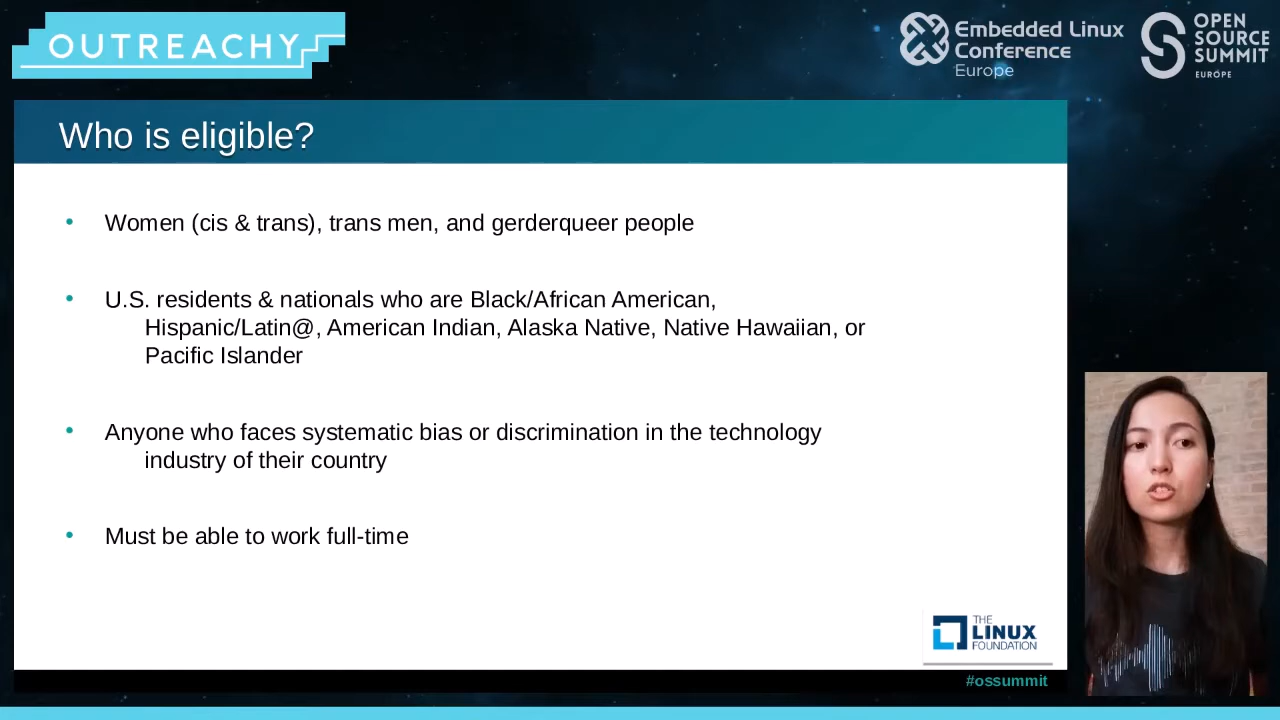 OUTREACHY
Embedded Linux
Conference
Europe
OPEN
SOURCE
SUMMIT
EUROPE
Who is eligible?
• Women (cis & trans), trans men, and gerderqueer people
• U.S. residents & nationals who are Black/African American,
Hispanic/Latin@, American Indian, Alaska Native, Native Hawaiian, or
Pacific Islander
• Anyone who faces systematic bias or discrimination in the technology
industry of their country
• Must be able to work full-time
THE
LINUX
FOUNDATION
#ossummit